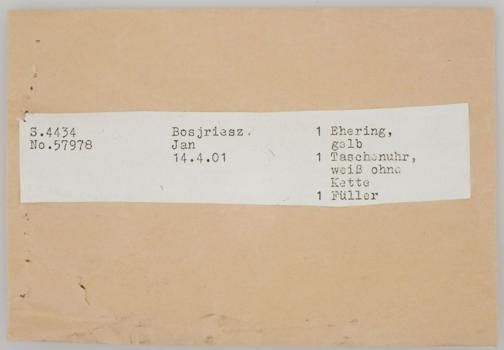 S.4434 Bosjriesz, 1 Ehering,
No.57978 Jan gelb
14.4.01 1 Taschenuhr,
weiß ohne
Kette
1 Füller